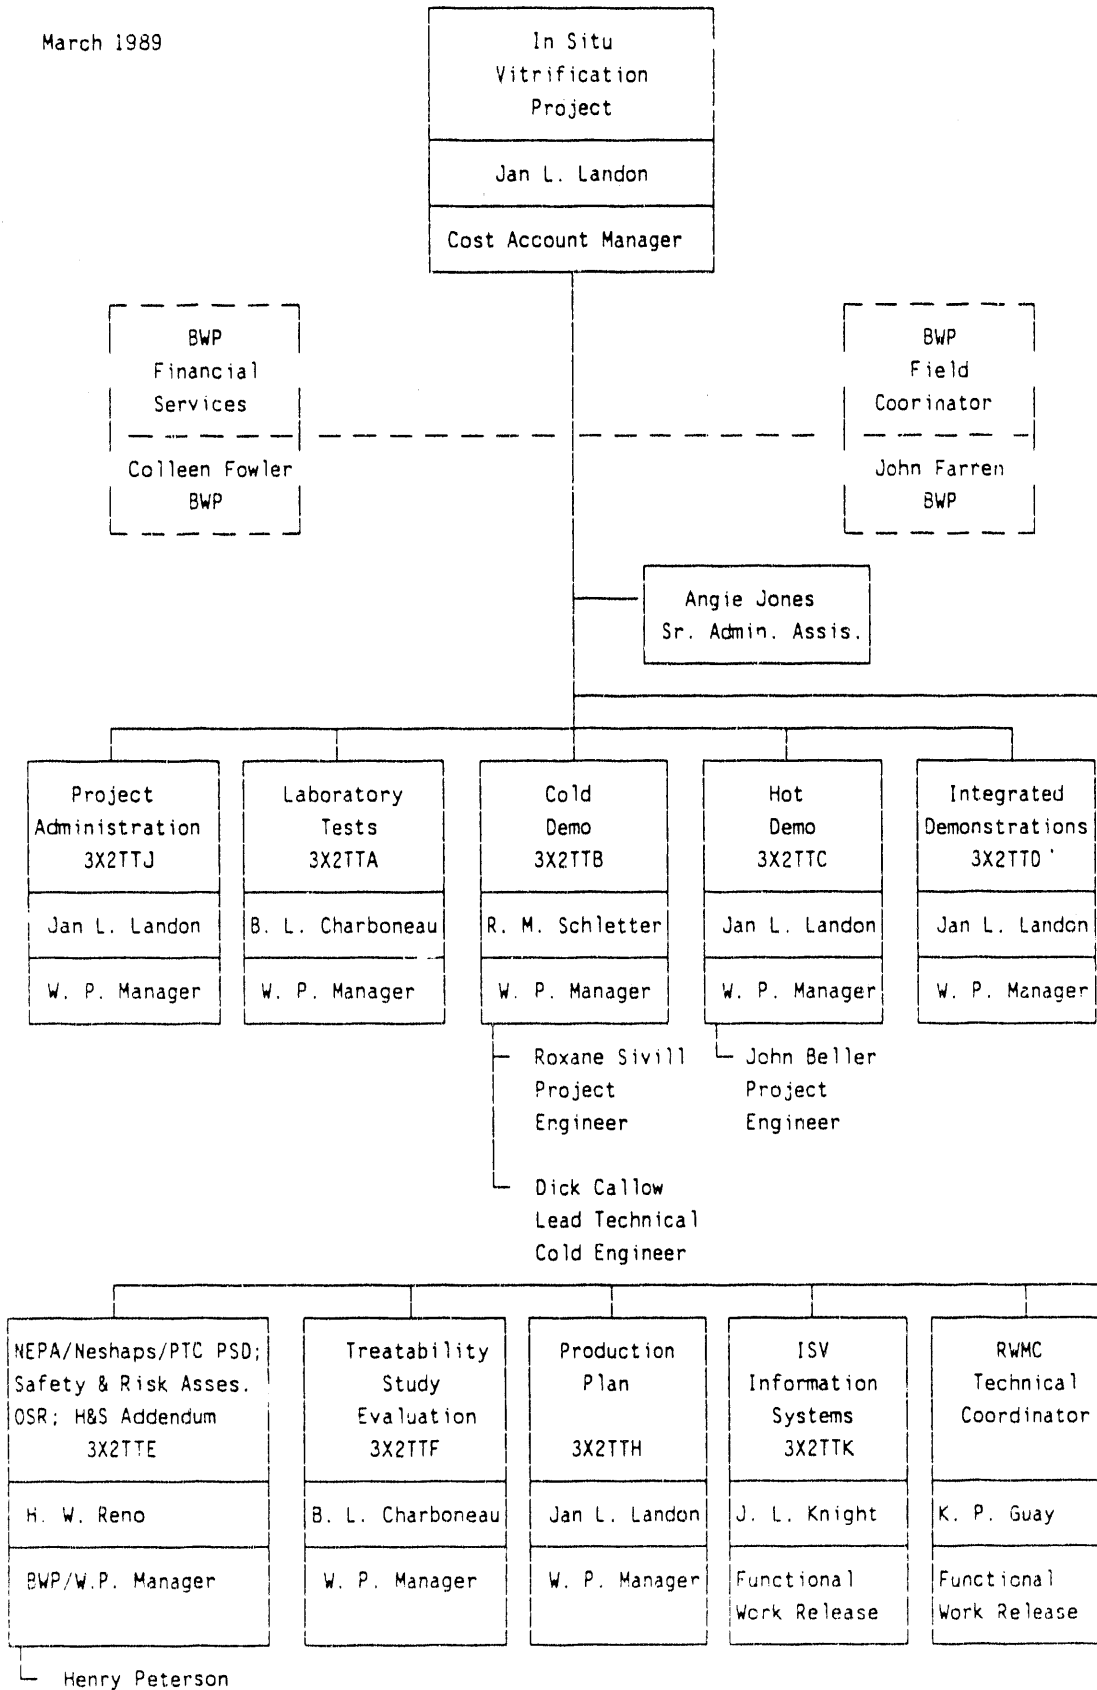 March 1989
In Situ
Vitrification
Project
Jan L. Landon
Cost Account Manager
BWP
Financial
Services
Colleen Fowler
BWP
BWP
Field
Coorinator
John Farren
BWP
Angie Jones
Sr. Admin. Assis.
Project
Administration
3X2TTJ
Jan L. Landon
W. P. Manager
Laboratory
Tests
3X2TTA
B. L. Charboneau
W. P. Manager
Cold
Demo
3X2TTB
R. M. Schletter
W. P. Manager
Hot
Demo
3X2TTC
Jan L. Landon
W. P. Manager
Integrated
Demonstrations
3X2TTD
Jan L. Landon
W. P. Manager
Roxane Sivill
Project
Engineer
John Beller
Project
Engineer
Dick Callow
Lead Technical
Cold Engineer
NEPA/Neshaps/PTC PSD;
Safety & Risk Asses.
OSR; H&S Addendum
3X2TTE
H. W. Reno
BWP/W.P. Manager
Treatability
Study
Evaluation
3X2TTF
B. L. Charboneau
W. P. Manager
Production
Plan
3X2TTH
Jan L. Landon
W. P. Manager
ISV
Information
Systems
3X2TTK
J. L. Knight
Functional
Work Release
RWMC
Technical
Coordinator
K. P. Guay
Functional
Work Release
Henry Peterson